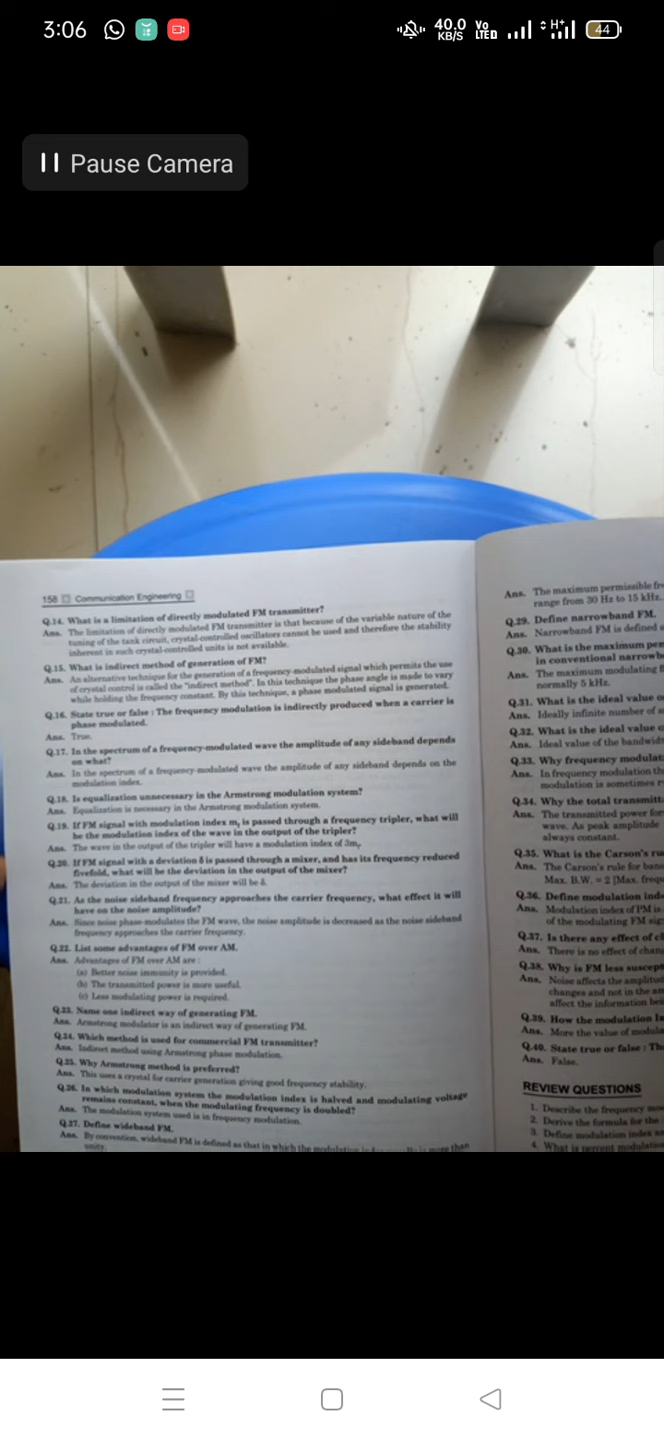 3:06
40.0
KB/S
Vo
LTE
H+
44
Pause Camera
158 Communication Engineering
Q.14. What is a limitation of directly modulated FM transmitter?
Ans. The limitation of directly modulated FM transmitter is that because of the variable nature of the
tuning of the tank circuit, crystal-controlled oscillators cannot be used and therefore the stability
inherent in such crystal-controlled units is not available.
Q.15. What is indirect method of generation of FM?
Ans. An alternative technique for the generation of a frequency-modulated signal which permits the use
of crystal control is called the "indirect method". In this technique the phase angle is made to vary
while holding the frequency constant. By this technique, a phase modulated signal is generated.
Q.16. State true or false : The frequency modulation is indirectly produced when a carrier is
phase modulated.
Ans. True.
Q.17. In the spectrum of a frequency-modulated wave the amplitude of any sideband depends
on what?
Ans. In the spectrum of a frequency-modulated wave the amplitude of any sideband depends on the
modulation index.
Q.18. Is equalization unnecessary in the Armstrong modulation system?
Ans. Equalization is necessary in the Armstrong modulation system.
Q.19. If FM signal with modulation index mf is passed through a frequency tripler, what will
be the modulation index of the wave in the output of the tripler?
Ans. The wave in the output of the tripler will have a modulation index of 3mf.
Q.20. If FM signal with a deviation δ is passed through a mixer, and has its frequency reduced
fivefold, what will be the deviation in the output of the mixer?
Ans. The deviation in the output of the mixer will be δ.
Q.21. As the noise sideband frequency approaches the carrier frequency, what effect it will
have on the noise amplitude?
Ans. Since noise phase-modulates the FM wave, the noise amplitude is decreased as the noise sideband
frequency approaches the carrier frequency.
Q.22. List some advantages of FM over AM.
Ans. Advantages of FM over AM are :
(a) Better noise immunity is provided.
(b) The transmitted power is more useful.
(c) Less modulating power is required.
Q.23. Name one indirect way of generating FM.
Ans. Armstrong modulator is an indirect way of generating FM.
Q.24. Which method is used for commercial FM transmitter?
Ans. Indirect method using Armstrong phase modulation.
Q.25. Why Armstrong method is preferred?
Ans. This uses a crystal for carrier generation giving good frequency stability.
Q.26. In which modulation system the modulation index is halved and modulating voltage
remains constant, when the modulating frequency is doubled?
Ans. The modulation system used is in frequency modulation.
Q.27. Define wideband FM.
Ans. By convention, wideband FM is defined as that in which the modulation is more than
unity.
Ans. The maximum permissible
range from 30 Hz to 15 kHz.
Q.29. Define narrowband FM.
Ans. Narrowband FM is defined
Q.30. What is the maximum
in conventional
Ans. The maximum modulating
normally 5 kHz.
Q.31. What is the ideal value
Ans. Ideally infinite number of
Q.32. What is the ideal value
Ans. Ideal value of the
Q.33. Why frequency
Ans. In frequency modulation
modulation is sometimes
Q.34. Why the total
Ans. The transmitted power
wave. As peak amplitude
always constant.
Q.35. What is the Carson's
Ans. The Carson's rule for
Max. B.W. = 2 [Max.
Q.36. Define modulation
Ans. Modulation index of FM is
of the modulating FM
Q.37. Is there any effect of
Ans. There is no effect of
Q.38. Why is FM less
Ans. Noise affects the
changes and not in the
affect the information
Q.39. How the modulation
Ans. More the value of
Q.40. State true or false :
Ans. False.
REVIEW QUESTIONS
1. Describe the frequency
2. Derive the formula for the
3. Define modulation index
4. What is percent